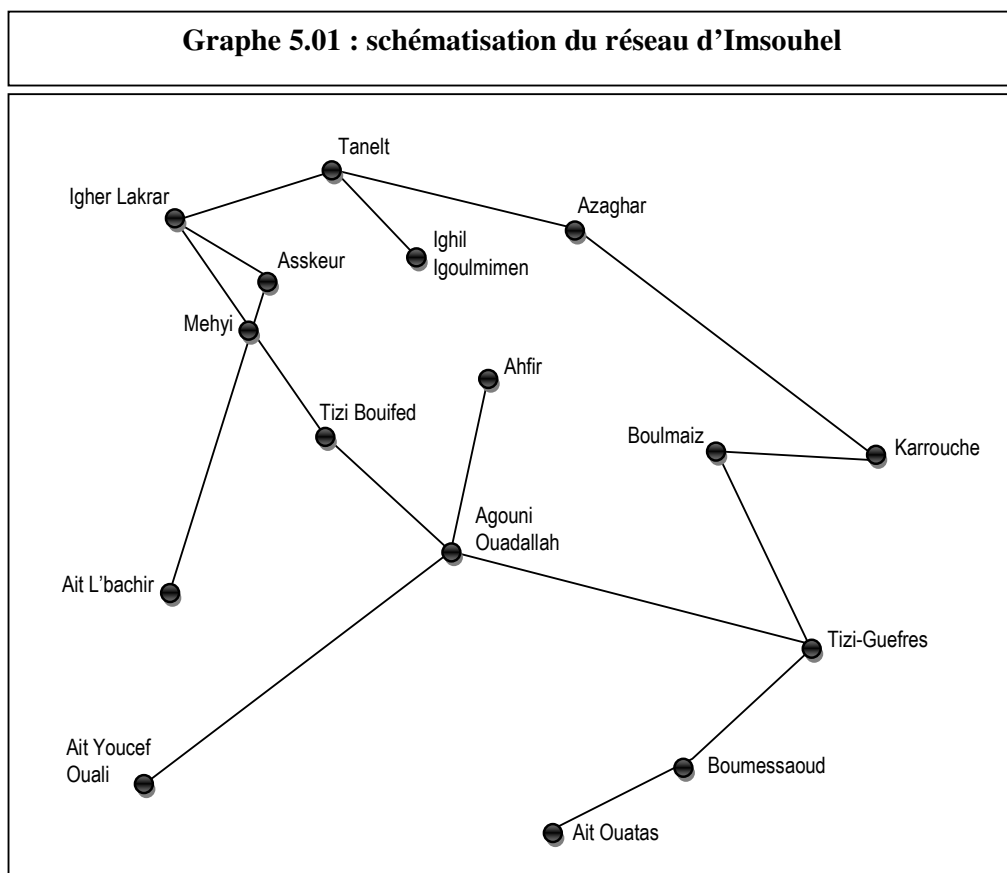 Graphe 5.01 : schématisation du réseau d'Imsouhel
Tanelt
Igher Lakrar
Azaghar
Ighil
Igoulmimen
Asskeur
Mehyi
Ahfir
Tizi Bouifed
Boulmaiz
Karrouche
Agouni
Ouadallah
Ait L'bachir
Tizi-Guefres
Ait Youcef
Ouali
Boumessaoud
Ait Ouatas